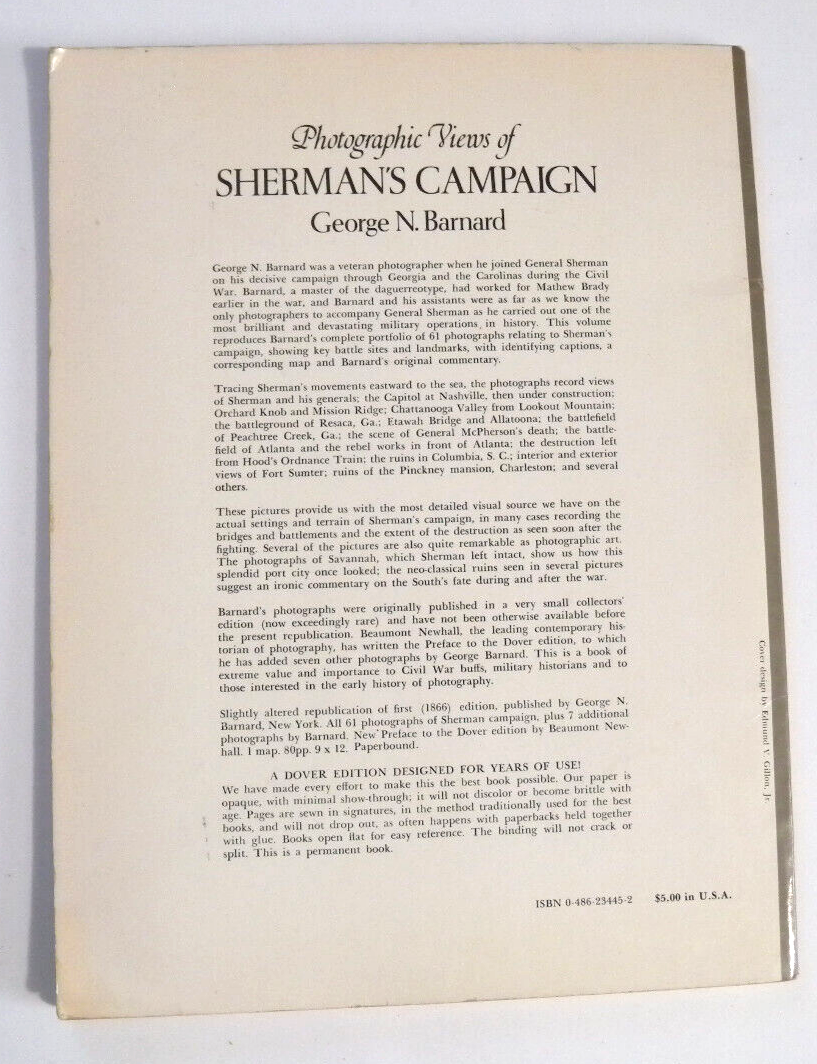 Photographic Views of
SHERMAN'S CAMPAIGN
George N. Barnard
George N. Barnard was a veteran photographer when he joined General Sherman
on his decisive campaign through Georgia and the Carolinas during the Civil
War. Barnard, a master of the daguerreotype, had worked for Mathew Brady
earlier in the war, and Barnard and his assistants were as far as we know the
only photographers to accompany General Sherman as he carried out one of the
most brilliant and devastating military operations in history. This volume
reproduces Barnard's complete portfolio of 61 photographs relating to Sherman's
campaign, showing key battle sites and landmarks, with identifying captions, a
corresponding map and Barnard's original commentary.
Tracing Sherman's movements eastward to the sea, the photographs record views
of Sherman and his generals; the Capitol at Nashville, then under construction;
Orchard Knob and Mission Ridge; Chattanooga Valley from Lookout Mountain;
the battleground of Resaca, Ga.; Etawah Bridge and Allatoona; the battlefield
of Peachtree Creek, Ga.; the scene of General McPherson's death; the battle-
field of Atlanta and the rebel works in front of Atlanta; the destruction left
from Hood's Ordnance Train; the ruins in Columbia, S. C.; interior and exterior
views of Fort Sumter; ruins of the Pinckney mansion, Charleston; and several
others.
These pictures provide us with the most detailed visual source we have on the
actual settings and terrain of Sherman's campaign, in many cases recording the
bridges and battlements and the extent of the destruction as seen soon after the
fighting. Several of the pictures are also quite remarkable as photographic art.
The photographs of Savannah, which Sherman left intact, show us how this
splendid port city once looked; the neo-classical ruins seen in several pictures
suggest an ironic commentary on the South's fate during and after the war.
Barnard's photographs were originally published in a very small collectors'
edition (now exceedingly rare) and have not been otherwise available before
the present republication. Beaumont Newhall, the leading contemporary his-
torian of photography, has written the Preface to the Dover edition, to which
he has added seven other photographs by George Barnard. This is a book of
extreme value and importance to Civil War buffs, military historians and to
those interested in the early history of photography.
Slightly altered republication of first (1866) edition, published by George N.
Barnard, New York. All 61 photographs of Sherman campaign, plus 7 additional
photographs by Barnard. New Preface to the Dover edition by Beaumont New-
hall. 1 map. 80pp. 9 x 12. Paperbound.
A DOVER EDITION DESIGNED FOR YEARS OF USE!
We have made every effort to make this the best book possible. Our paper is
opaque, with minimal show-through; it will not discolor or become brittle with
age. Pages are sewn in signatures, in the method traditionally used for the best
books, and will not drop out, as often happens with paperbacks held together
with glue. Books open flat for easy reference. The binding will not crack or
split. This is a permanent book.
ISBN 0-486-23445-2 $5.00 in U.S.A.
Cover design by Edmund V. Gillon, Jr.